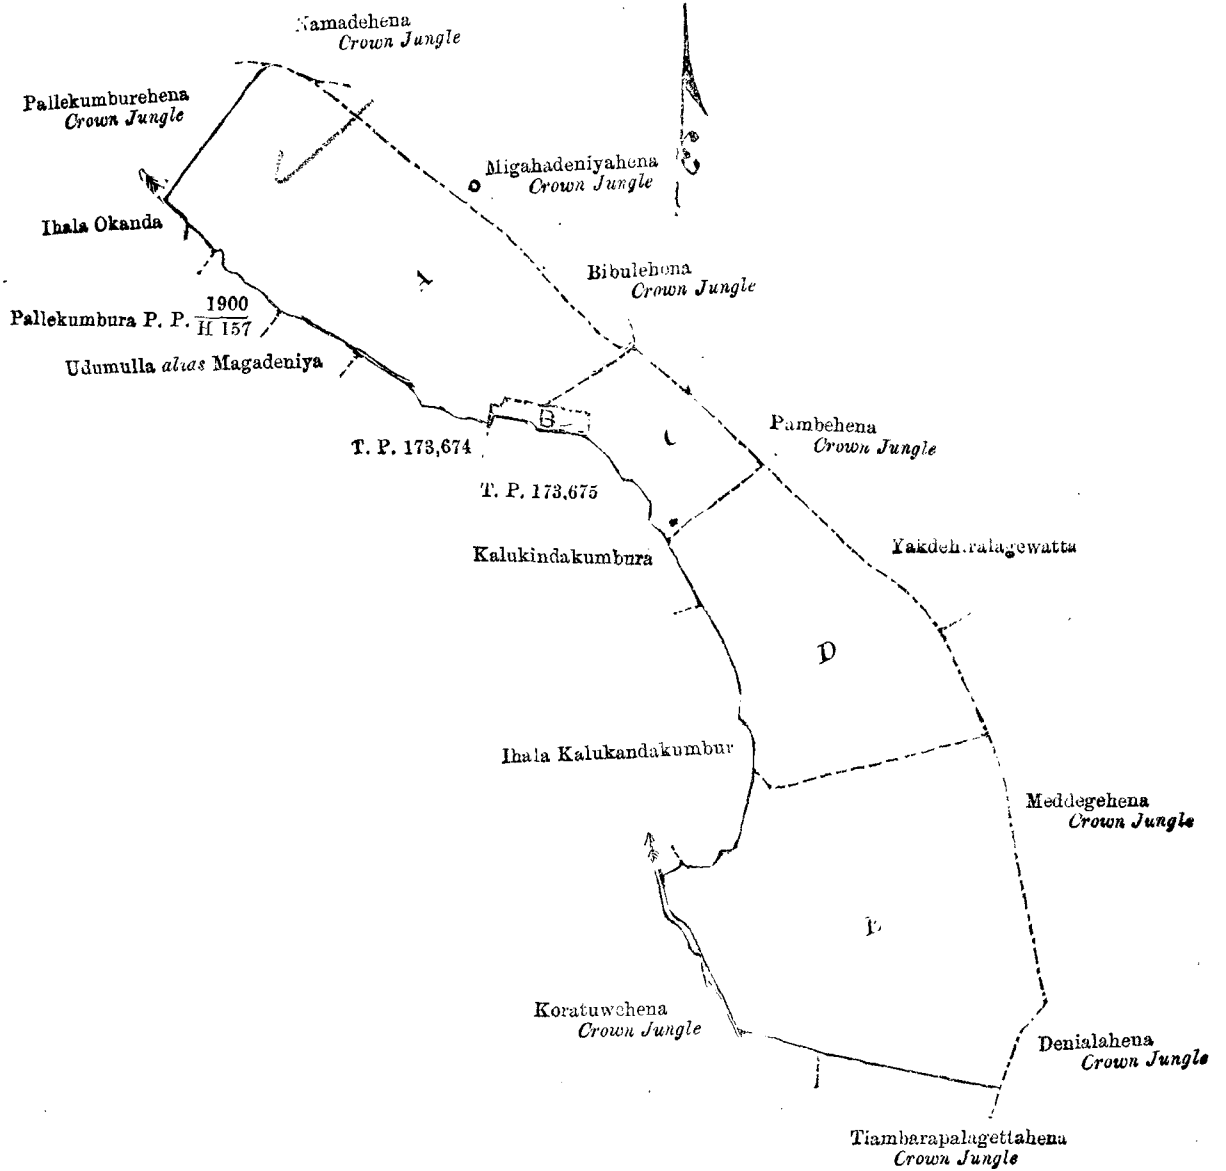 Namadehena
Crown Jungle
Pallekumburehena
Crown Jungle
Migahadeniyahena
Crown Jungle
Ihala Okanda
Bibulehena
Crown Jungle
A
Pallekumbura P. P. 1900
H 157
Udumulla alias Magadeniya
B
T. P. 173,674
C
Pambehena
Crown Jungle
T. P. 173,675
Kalukindakumbura
D
Ihala Kalukandakumbur
Meddegehena
Crown Jungle
Koratuwehena
Crown Jungle
Denialahena
Crown Jungle
Tiambarapalagettahena
Crown Jungle